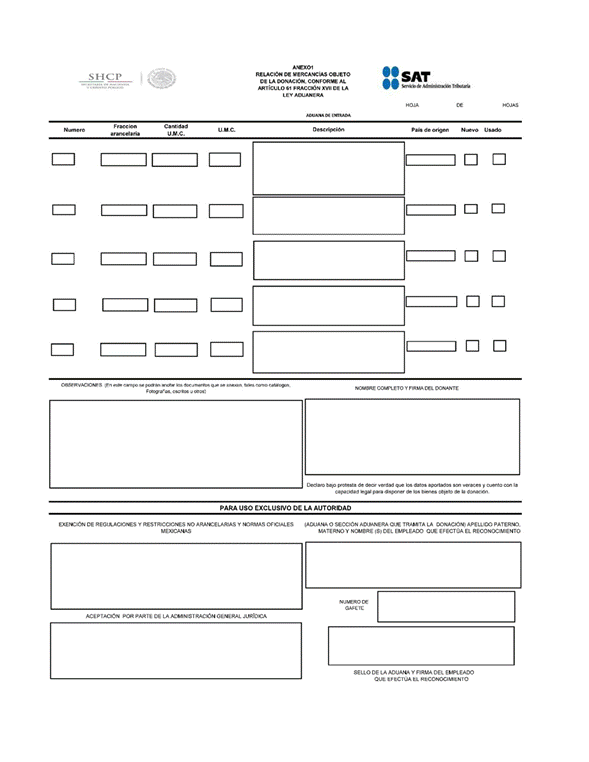 SHCP
SECRETARÍA DE HACIENDA
Y CRÉDITO PÚBLICO
ANEXO1
RELACIÓN DE MERCANCÍAS OBJETO
DE LA DONACIÓN, CONFORME AL
ARTÍCULO 61 FRACCIÓN XVII DE LA
LEY ADUANERA
SAT
Servicio de Administración Tributaria
HOJA DE HOJAS
ADUANA DE ENTRADA
Numero Fraccion arancelaria Cantidad U.M.C. U.M.C. Descripción País de origen Nuevo Usado
OBSERVACIONES (En este campo se podrán anotar los documentos que se anexan, tales como catálogos,
Fotografías, escritos u otros)
NOMBRE COMPLETO Y FIRMA DEL DONANTE
Declaro bajo protesta de decir verdad que los datos aportados son veraces y cuento con la
capacidad legal para disponer de los bienes objeto de la donación.
PARA USO EXCLUSIVO DE LA AUTORIDAD
EXENCIÓN DE REGULACIONES Y RESTRICCIONES NO ARANCELARIAS Y NORMAS OFICIALES
MEXICANAS
(ADUANA O SECCIÓN ADUANERA QUE TRAMITA LA DONACIÓN) APELLIDO PATERNO,
MATERNO Y NOMBRE (S) DEL EMPLEADO QUE EFECTÚA EL RECONOCIMIENTO
NUMERO DE
GAFETE
ACEPTACIÓN POR PARTE DE LA ADMINISTRACIÓN GENERAL JURÍDICA
SELLO DE LA ADUANA Y FIRMA DEL EMPLEADO
QUE EFECTÚA EL RECONOCIMIENTO